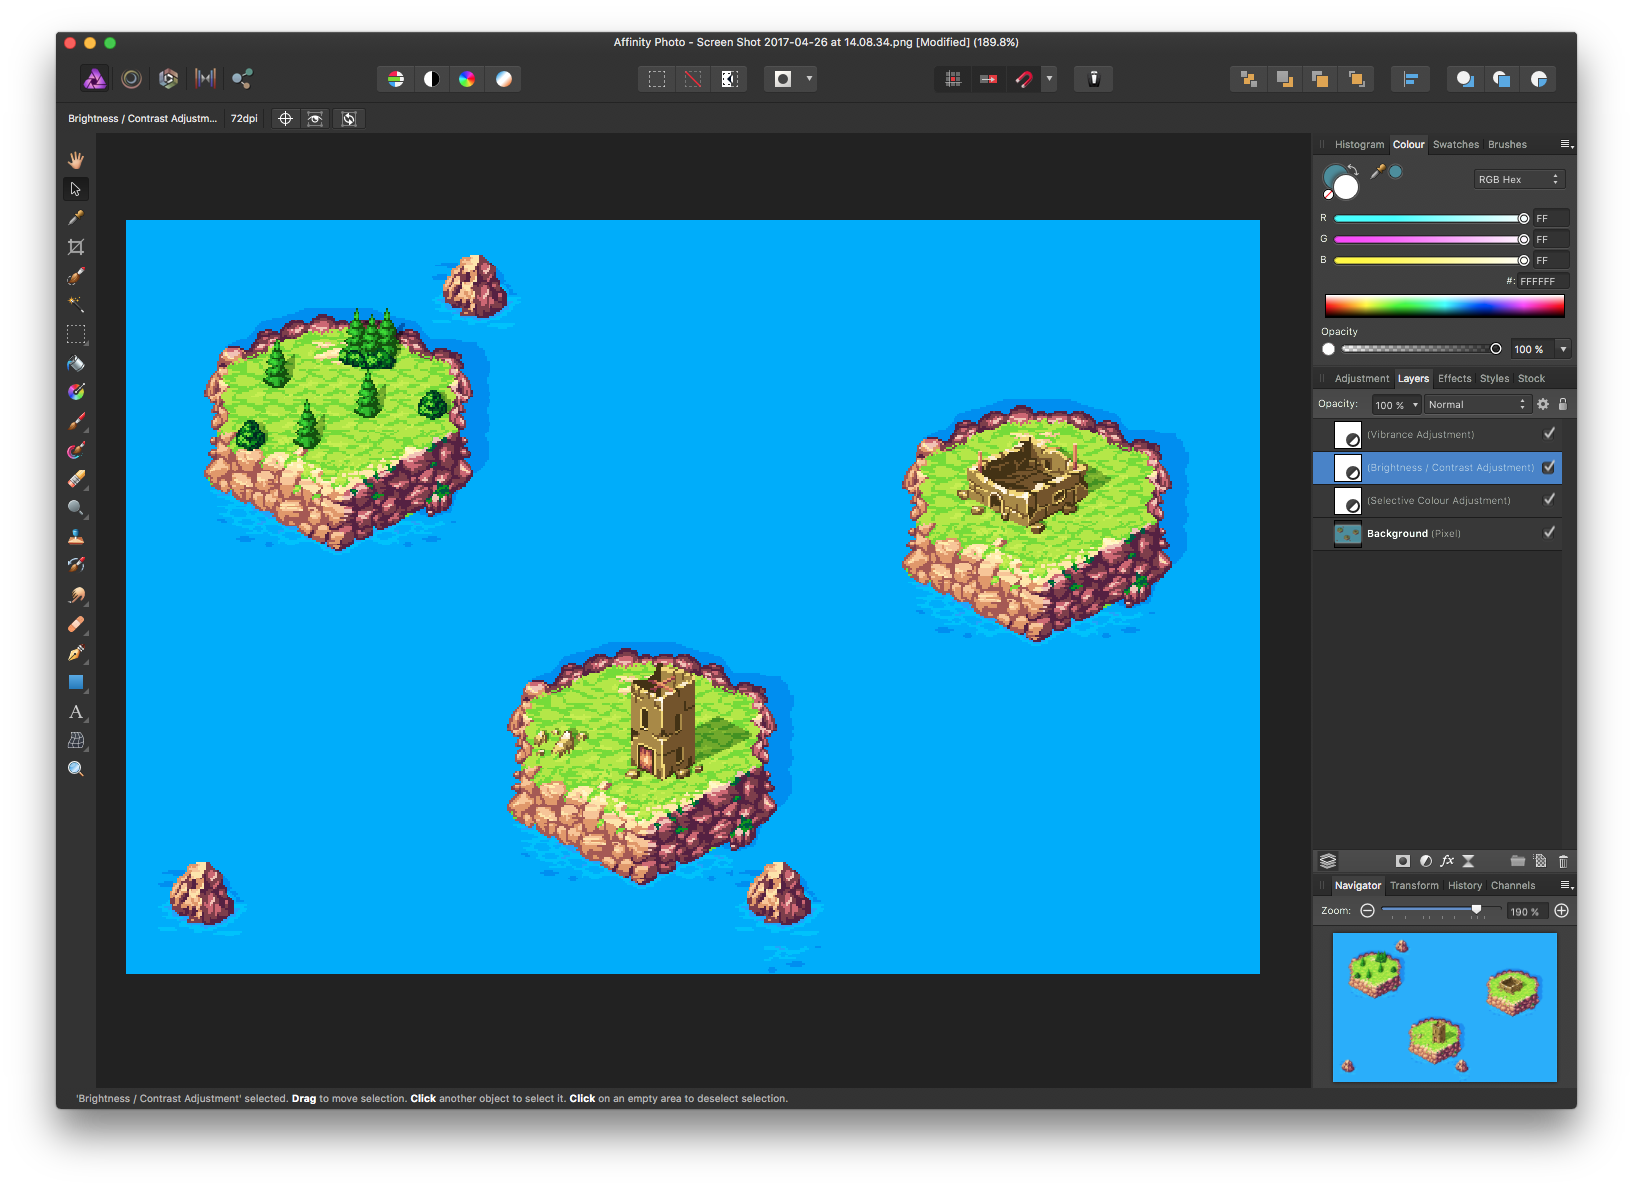 Affinity Photo - Screen Shot 2017-04-26 at 14.08.34.png [Modified] (189.8%)
Brightness / Contrast Adjustm... 72dpi
Histogram Colour Swatches Brushes
RGB Hex
R FF
G FF
B FF
#: FFFFFF
Opacity
100 %
Adjustment Layers Effects Styles Stock
Opacity: 100 % Normal
(Vibrance Adjustment)
(Brightness / Contrast Adjustment)
(Selective Colour Adjustment)
Background (Pixel)
fx
Navigator Transform History Channels
Zoom: 190 %
A
'Brightness / Contrast Adjustment' selected. Drag to move selection. Click another object to select it. Click on an empty area to deselect selection.